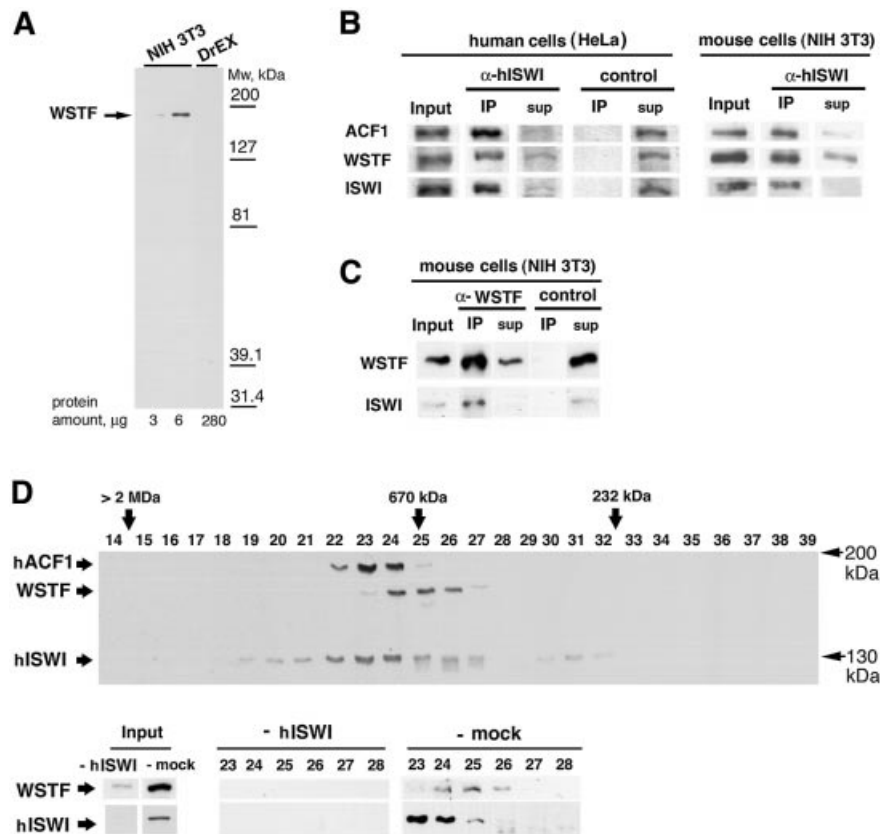 A
NIH 3T3 DrEX
Mw, kDa
WSTF
200
127
81
39.1
31.4
protein
amount, μg 3 6 280
B
human cells (HeLa)
mouse cells (NIH 3T3)
α-hISWI control
α-hISWI
Input IP sup IP sup
Input IP sup
ACF1
WSTF
ISWI
C
mouse cells (NIH 3T3)
α- WSTF control
Input IP sup IP sup
WSTF
ISWI
D
> 2 MDa 670 kDa 232 kDa
14 15 16 17 18 19 20 21 22 23 24 25 26 27 28 29 30 31 32 33 34 35 36 37 38 39
hACF1
200
kDa
WSTF
hISWI
130
kDa
Input - hISWI - mock
- hISWI - mock
23 24 25 26 27 28
23 24 25 26 27 28
WSTF
hISWI